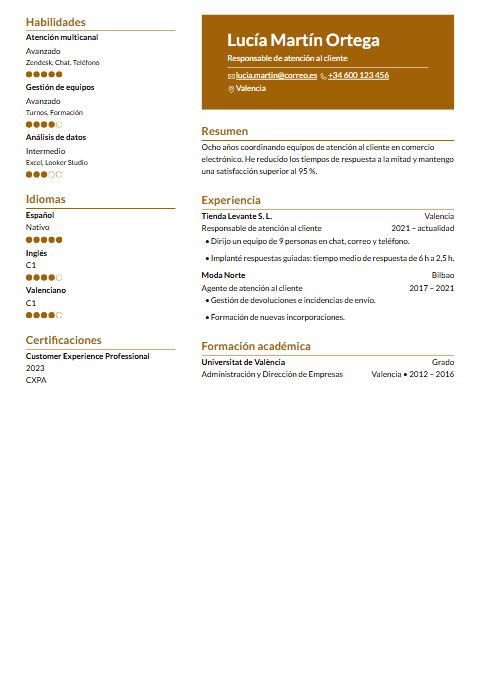 Habilidades
Atención multicanal
Avanzado
Zendesk, Chat, Teléfono
Gestión de equipos
Avanzado
Turnos, Formación
Análisis de datos
Intermedio
Excel, Looker Studio
Idiomas
Español
Nativo
Inglés
C1
Valenciano
C1
Certificaciones
Customer Experience Professional
2023
CXPA
Lucía Martín Ortega
Responsable de atención al cliente
lucia.martin@correo.es +34 600 123 456
Valencia
Resumen
Ocho años coordinando equipos de atención al cliente en comercio
electrónico. He reducido los tiempos de respuesta a la mitad y mantengo
una satisfacción superior al 95 %.
Experiencia
Tienda Levante S. L. Valencia
Responsable de atención al cliente 2021 – actualidad
• Dirijo un equipo de 9 personas en chat, correo y teléfono.
• Implanté respuestas guiadas: tiempo medio de respuesta de 6 h a 2,5 h.
Moda Norte Bilbao
Agente de atención al cliente 2017 – 2021
• Gestión de devoluciones e incidencias de envío.
• Formación de nuevas incorporaciones.
Formación académica
Universitat de València Grado
Administración y Dirección de Empresas Valencia • 2012 – 2016